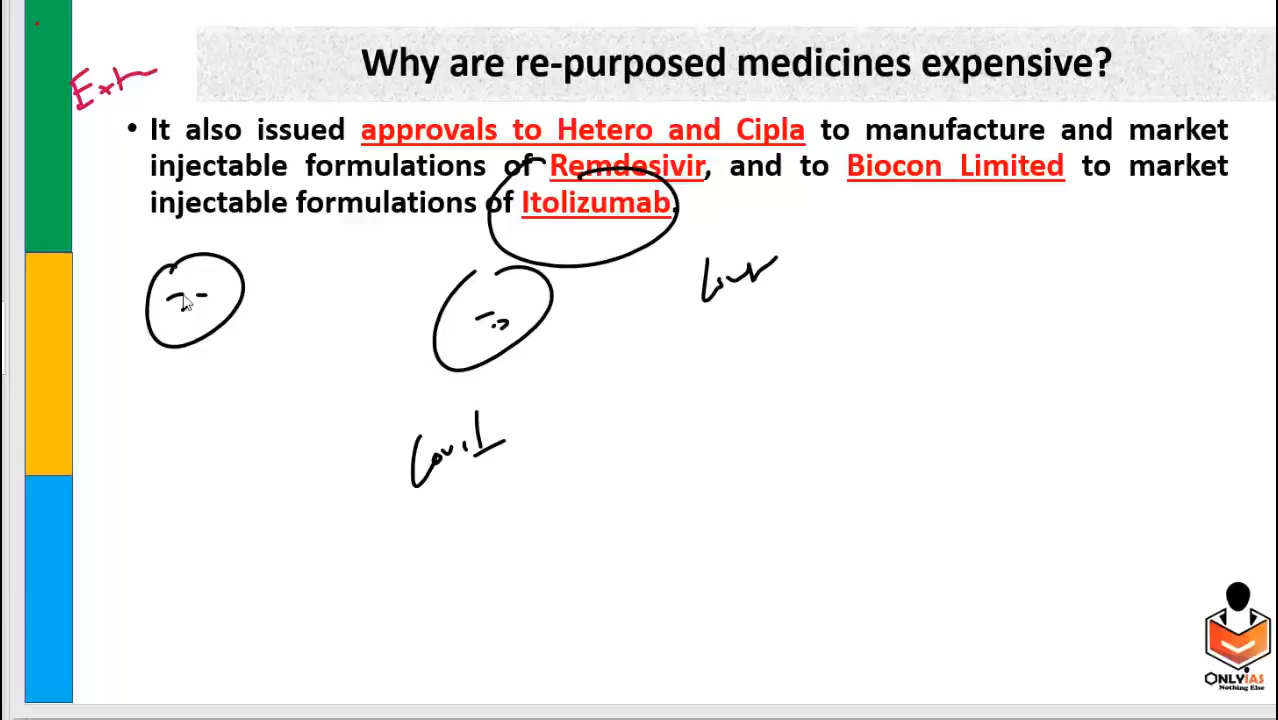 Why are re-purposed medicines expensive?
• It also issued approvals to Hetero and Cipla to manufacture and market
injectable formulations of Remdesivir, and to Biocon Limited to market
injectable formulations of Itolizumab.
ONLYIAS
Nothing Else